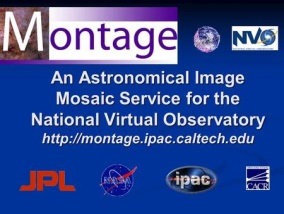 Montage
NVO
An Astronomical Image
Mosaic Service for the
National Virtual Observatory
http://montage.ipac.caltech.edu
JPL
NASA
ipac
CACR